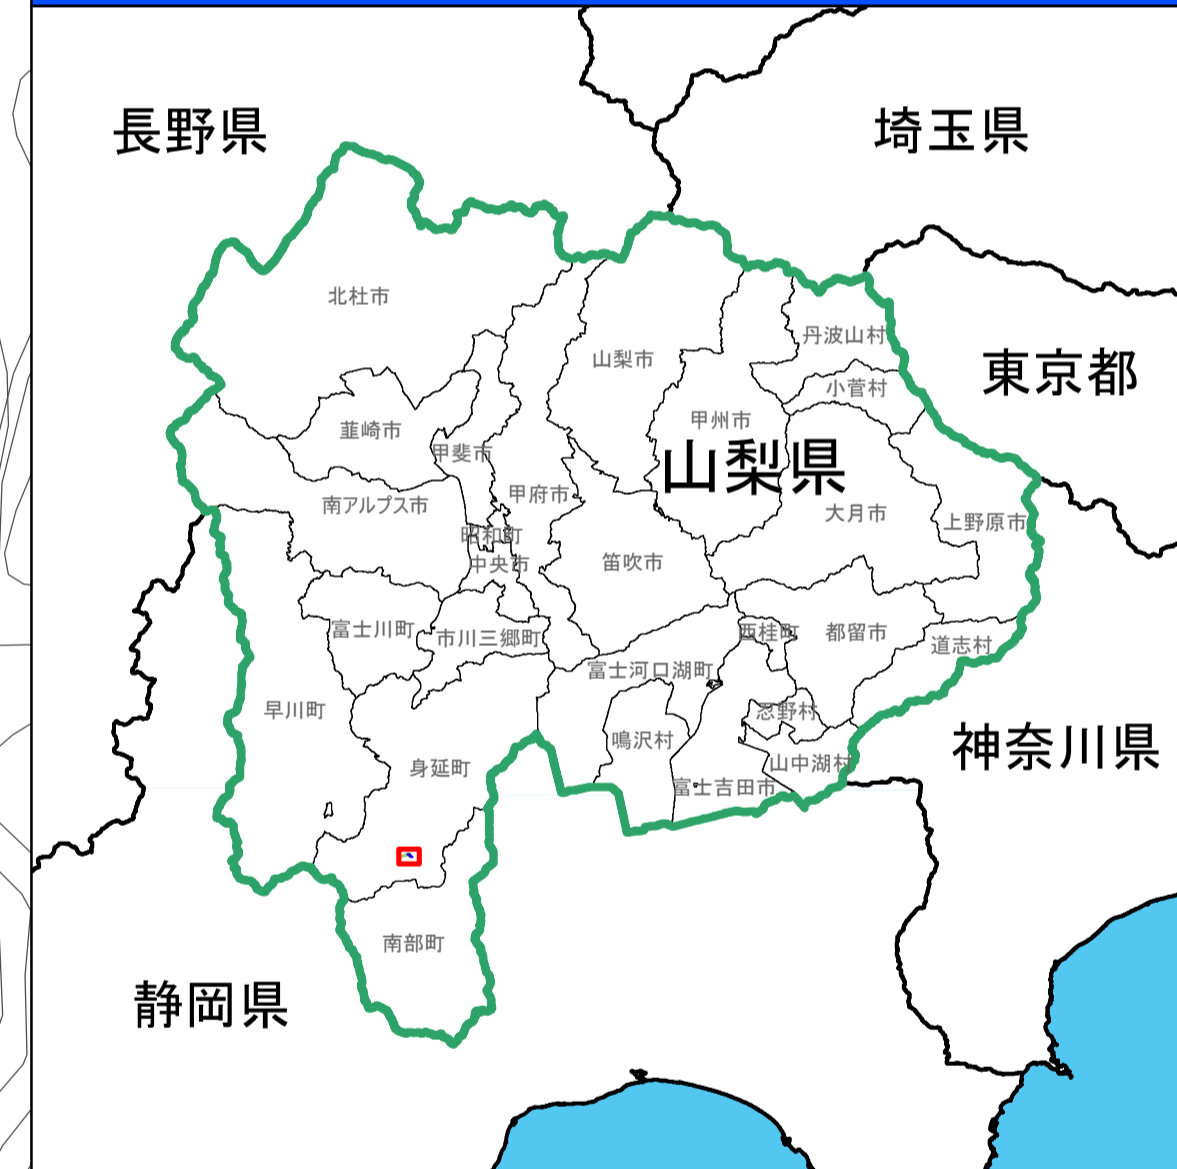 長野県
埼玉県
北杜市
丹波山村
山梨市
東京都
小菅村
甲州市
韮崎市
甲斐市
山梨県
甲府市
南アルプス市
大月市
上野原市
昭和町
中央市
笛吹市
富士川町
市川三郷町
西桂町
都留市
道志村
富士河口湖町
早川町
忍野村
鳴沢村
神奈川県
身延町
山中湖村
富士吉田市
南部町
静岡県